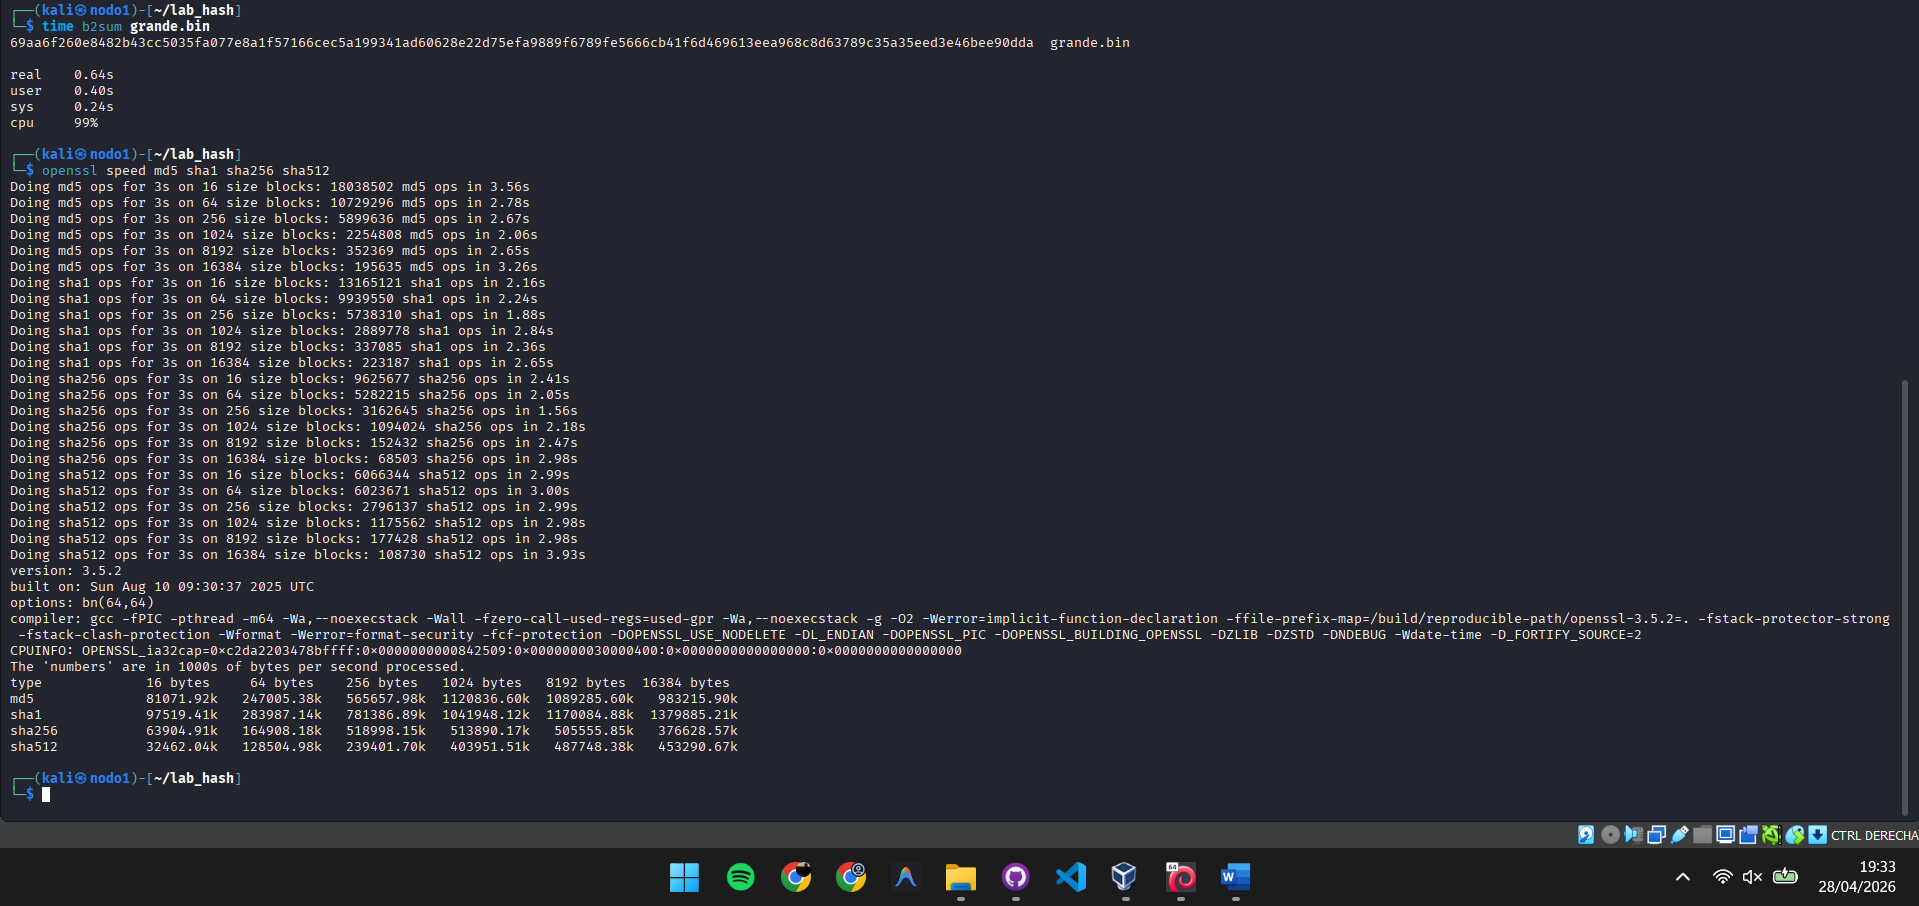 ┌──(kali㉿nodo1)-[~/lab_hash]
└─$ time b2sum grande.bin
69aa6f260e8482b43cc5035fa077e8a1f57166cec5a199341ad60628e22d75efa9889f6789fe5666cb41f6d469613eea968c8d63789c35a35eed3e46bee90dda  grande.bin
real    0.64s
user    0.40s
sys     0.24s
cpu     99%
┌──(kali㉿nodo1)-[~/lab_hash]
└─$ openssl speed md5 sha1 sha256 sha512
Doing md5 ops for 3s on 16 size blocks: 18038502 md5 ops in 3.56s
Doing md5 ops for 3s on 64 size blocks: 10729296 md5 ops in 2.78s
Doing md5 ops for 3s on 256 size blocks: 5899636 md5 ops in 2.67s
Doing md5 ops for 3s on 1024 size blocks: 2254808 md5 ops in 2.06s
Doing md5 ops for 3s on 8192 size blocks: 352369 md5 ops in 2.65s
Doing md5 ops for 3s on 16384 size blocks: 195635 md5 ops in 3.26s
Doing sha1 ops for 3s on 16 size blocks: 13165121 sha1 ops in 2.16s
Doing sha1 ops for 3s on 64 size blocks: 9939550 sha1 ops in 2.24s
Doing sha1 ops for 3s on 256 size blocks: 5738310 sha1 ops in 1.88s
Doing sha1 ops for 3s on 1024 size blocks: 2889778 sha1 ops in 2.84s
Doing sha1 ops for 3s on 8192 size blocks: 337085 sha1 ops in 2.36s
Doing sha1 ops for 3s on 16384 size blocks: 223187 sha1 ops in 2.65s
Doing sha256 ops for 3s on 16 size blocks: 9625677 sha256 ops in 2.41s
Doing sha256 ops for 3s on 64 size blocks: 5282215 sha256 ops in 2.05s
Doing sha256 ops for 3s on 256 size blocks: 3162645 sha256 ops in 1.56s
Doing sha256 ops for 3s on 1024 size blocks: 1094024 sha256 ops in 2.18s
Doing sha256 ops for 3s on 8192 size blocks: 152432 sha256 ops in 2.47s
Doing sha256 ops for 3s on 16384 size blocks: 68503 sha256 ops in 2.98s
Doing sha512 ops for 3s on 16 size blocks: 6066344 sha512 ops in 2.99s
Doing sha512 ops for 3s on 64 size blocks: 6023671 sha512 ops in 3.00s
Doing sha512 ops for 3s on 256 size blocks: 2796137 sha512 ops in 2.99s
Doing sha512 ops for 3s on 1024 size blocks: 1175562 sha512 ops in 2.98s
Doing sha512 ops for 3s on 8192 size blocks: 177428 sha512 ops in 2.98s
Doing sha512 ops for 3s on 16384 size blocks: 108730 sha512 ops in 3.93s
version: 3.5.2
built on: Sun Aug 10 09:30:37 2025 UTC
options: bn(64,64)
compiler: gcc -fPIC -pthread -m64 -Wa,--noexecstack -Wall -fzero-call-used-regs=used-gpr -Wa,--noexecstack -g -O2 -Werror=implicit-function-declaration -ffile-prefix-map=/build/reproducible-path/openssl-3.5.2=. -fstack-protector-strong
-fstack-clash-protection -Wformat -Werror=format-security -fcf-protection -DOPENSSL_USE_NODELETE -DL_ENDIAN -DOPENSSL_PIC -DOPENSSL_BUILDING_OPENSSL -DZLIB -DZSTD -DNDEBUG -Wdate-time -D_FORTIFY_SOURCE=2
CPUINFO: OPENSSL_ia32cap=0×c2da2203478bffff:0×0000000000842509:0×0000000030000400:0×0000000000000000:0×0000000000000000
The 'numbers' are in 1000s of bytes per second processed.
type             16 bytes     64 bytes    256 bytes   1024 bytes   8192 bytes  16384 bytes
md5              81071.92k   247005.38k   565657.98k  1120836.60k  1089285.60k   983215.90k
sha1             97519.41k   283987.14k   781386.89k  1041948.12k  1170084.88k  1379885.21k
sha256           63904.91k   164908.18k   518998.15k   513890.17k   505555.85k   376628.57k
sha512           32462.04k   128504.98k   239401.70k   403951.51k   487748.38k   453290.67k
┌──(kali㉿nodo1)-[~/lab_hash]
└─$
CTRL DERECHA
64
W
19:33
28/04/2026